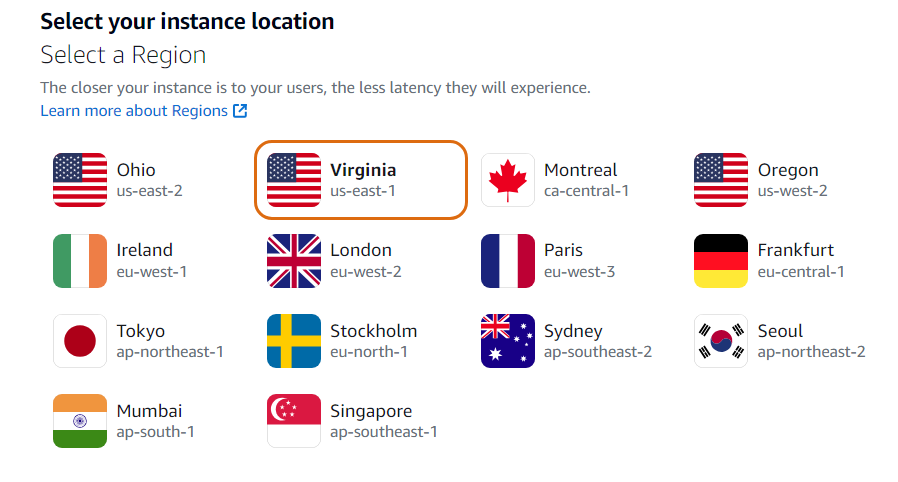 Select your instance location
Select a Region
The closer your instance is to your users, the less latency they will experience.
Learn more about Regions
Ohio
us-east-2
Virginia
us-east-1
Montreal
ca-central-1
Oregon
us-west-2
Ireland
eu-west-1
London
eu-west-2
Paris
eu-west-3
Frankfurt
eu-central-1
Tokyo
ap-northeast-1
Stockholm
eu-north-1
Sydney
ap-southeast-2
Seoul
ap-northeast-2
Mumbai
ap-south-1
Singapore
ap-southeast-1